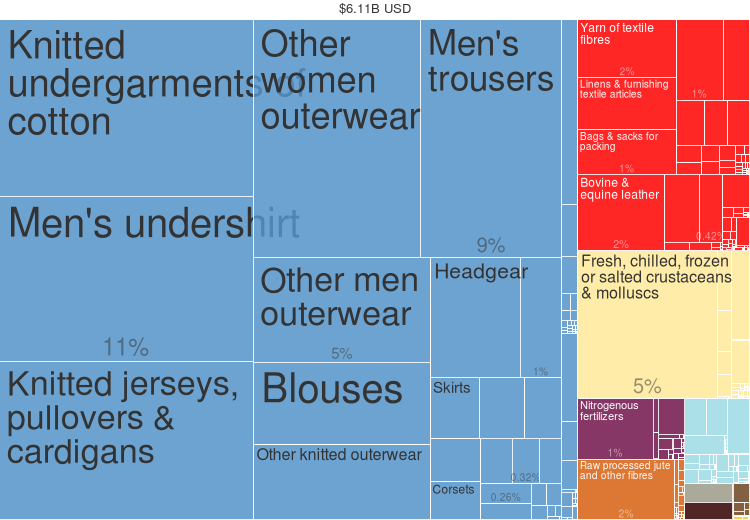 $6.11B USD
Knitted
undergarments of
cotton
Men's undershirt
11%
Knitted jerseys,
pullovers &
cardigans
Other
women
outerwear
Men's
trousers
9%
Other men
outerwear
5%
Blouses
Other knitted outerwear
Headgear
1%
Skirts
0.32%
Corsets
0.26%
Yarn of textile
fibres
2%
1%
Linens & furnishing
textile articles
Bags & sacks for
packing
1%
Bovine &
equine leather
2%
0.42%
Fresh, chilled, frozen
or salted crustaceans
& molluscs
5%
Nitrogenous
fertilizers
1%
Raw processed jute
and other fibres
2%